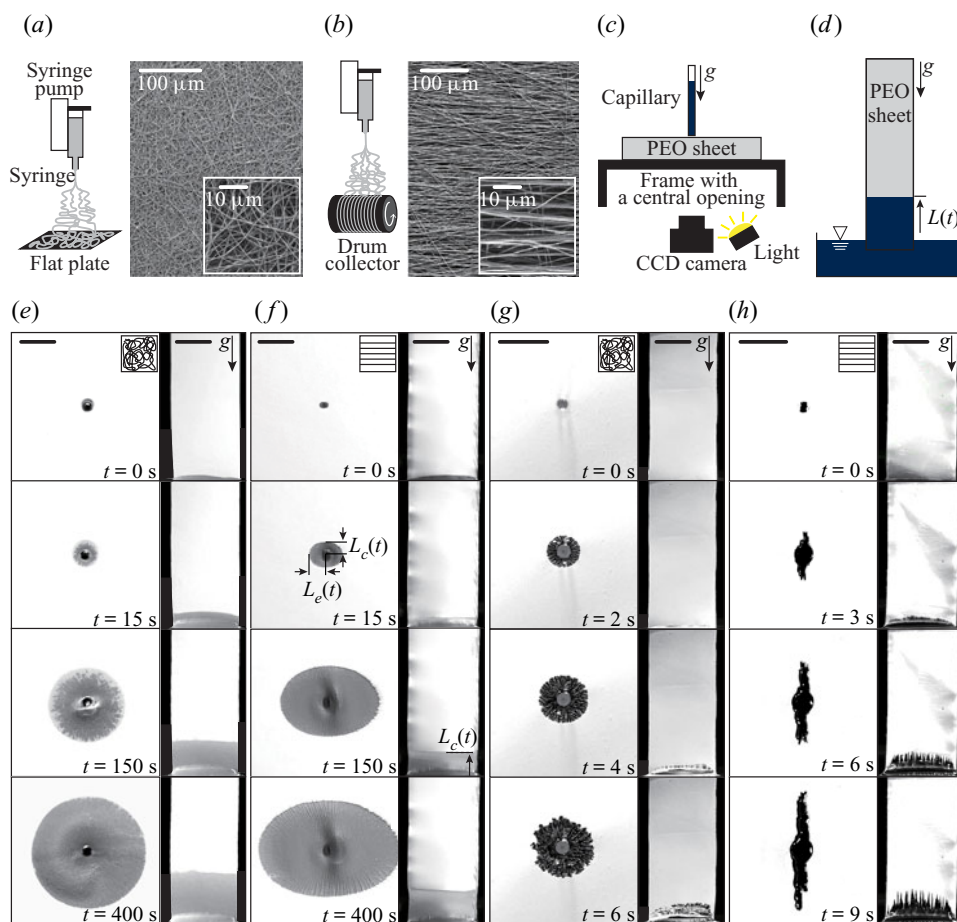 (a)
(b)
(c)
(d)
Syringe
pump
Syringe
Flat plate
100 μm
10 μm
Drum
collector
100 μm
10 μm
Capillary
g
PEO sheet
Frame with
a central opening
CCD camera
Light
PEO
sheet
g
L(t)
(e)
(f)
(g)
(h)
g
g
g
g
t = 0 s
t = 0 s
t = 0 s
t = 0 s
L_c(t)
L_e(t)
t = 15 s
t = 15 s
t = 2 s
t = 3 s
L_c(t)
t = 150 s
t = 150 s
t = 4 s
t = 6 s
t = 400 s
t = 400 s
t = 6 s
t = 9 s